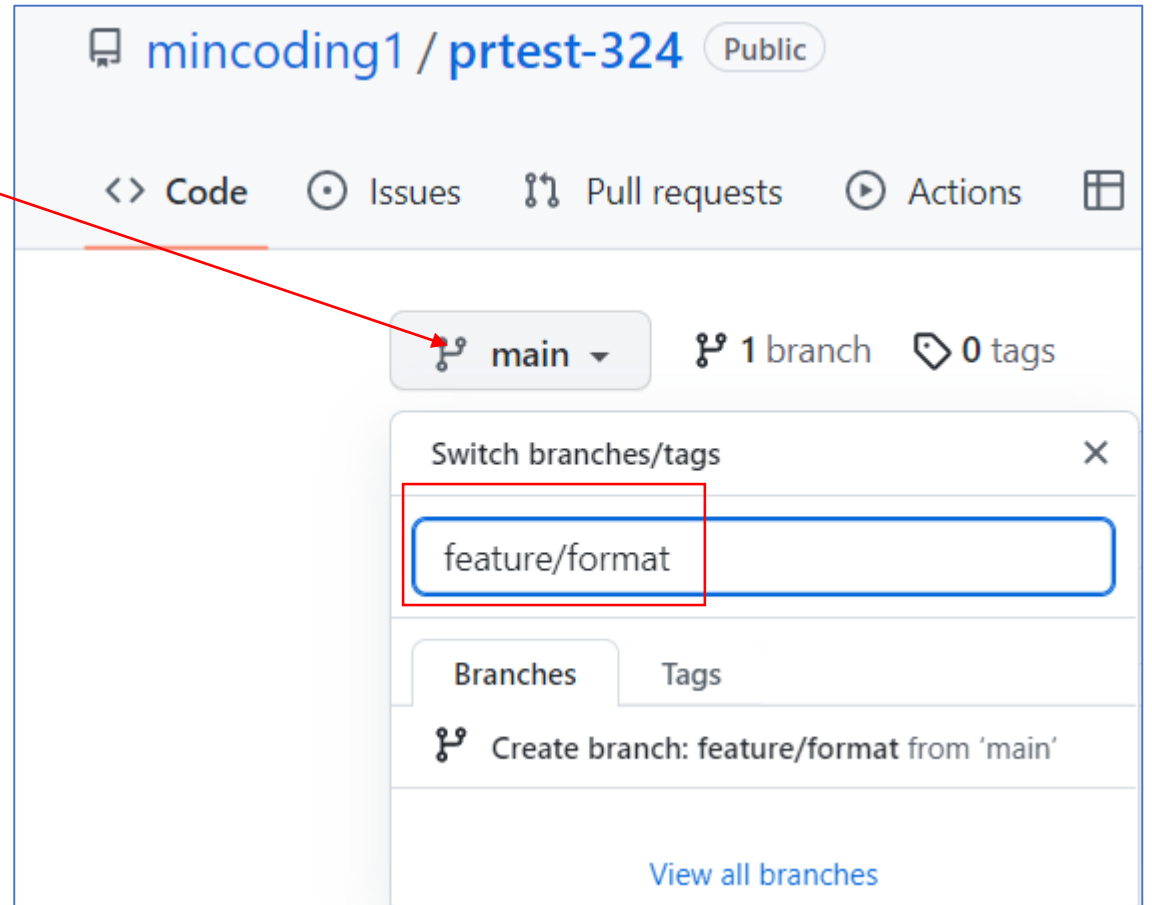 mincoding1 / prtest-324 Public
<> Code Issues Pull requests Actions
main 1 branch 0 tags
Switch branches/tags
feature/format
Branches Tags
Create branch: feature/format from ‘main’
View all branches